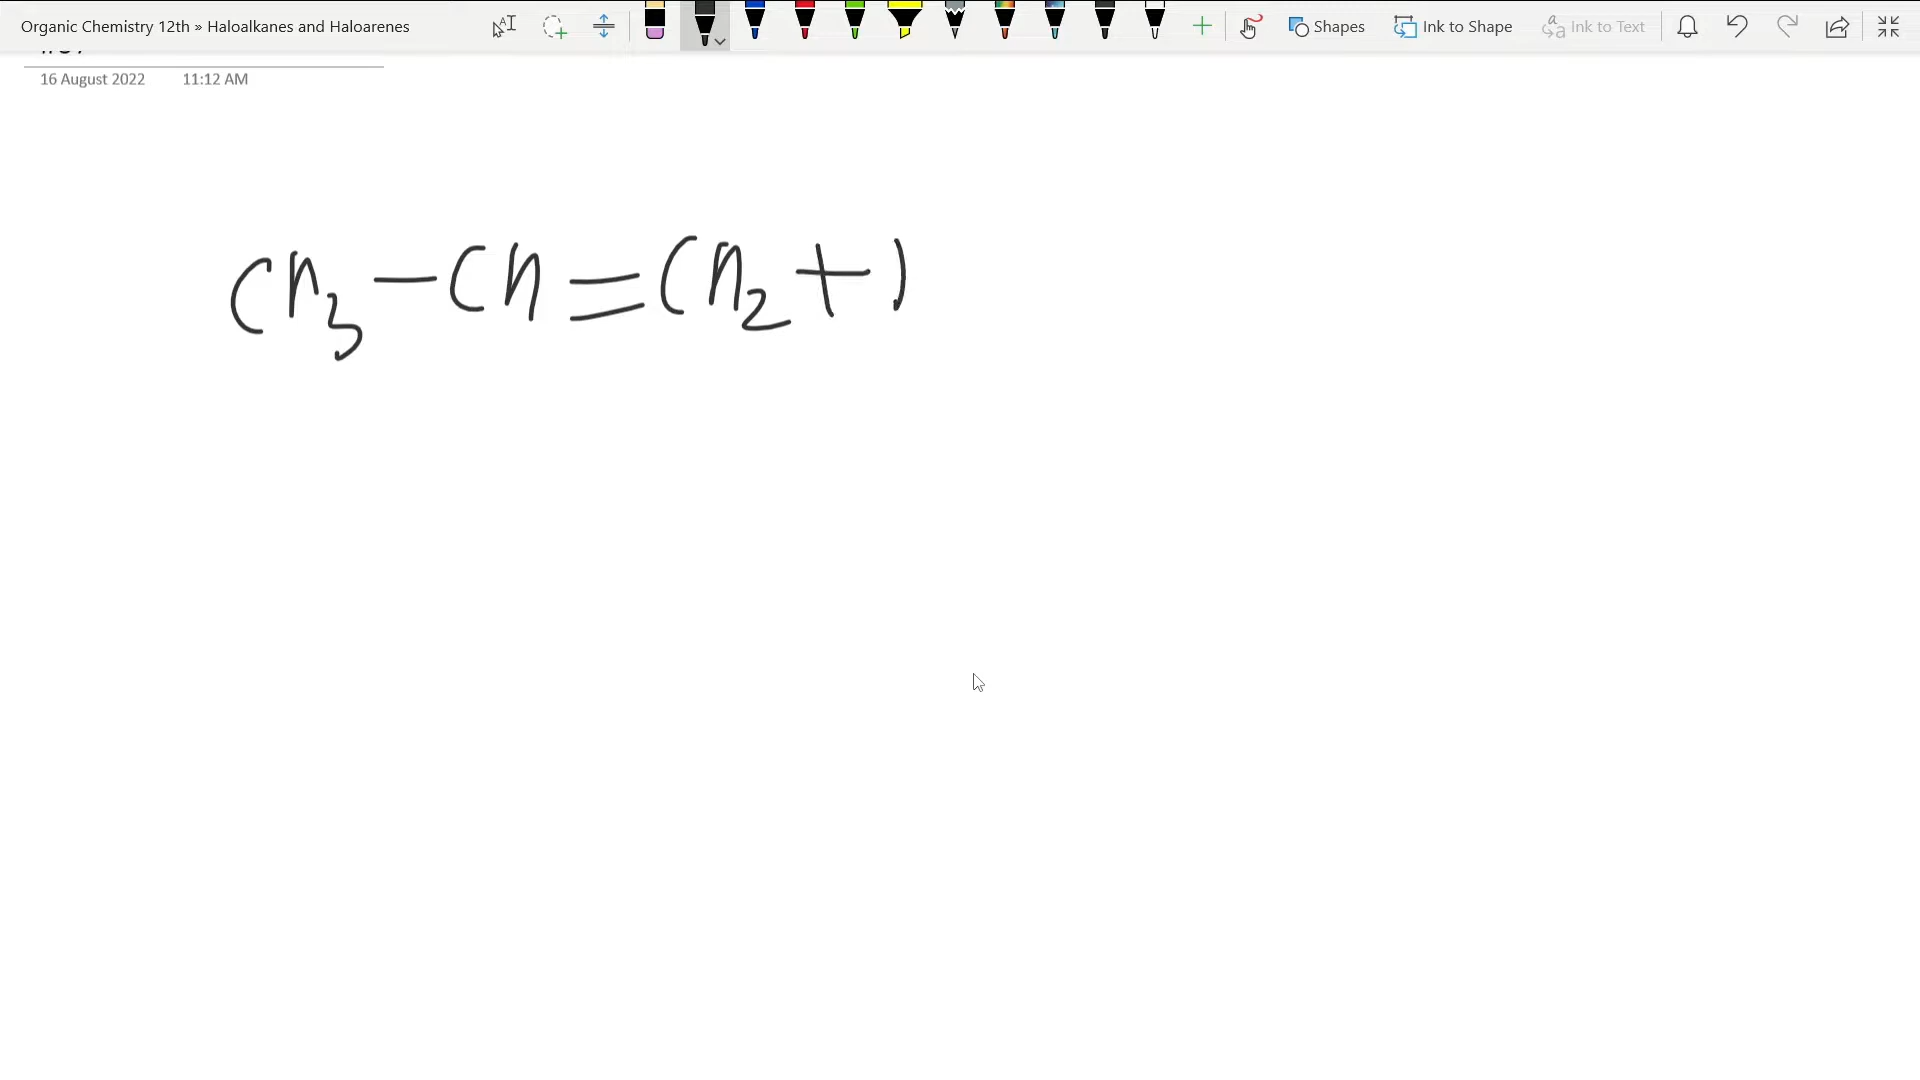 Organic Chemistry 12th » Haloalkanes and Haloarenes
Shapes
Ink to Shape
Ink to Text
16 August 2022 11:12 AM
CH₃ – CH = CH₂ + )